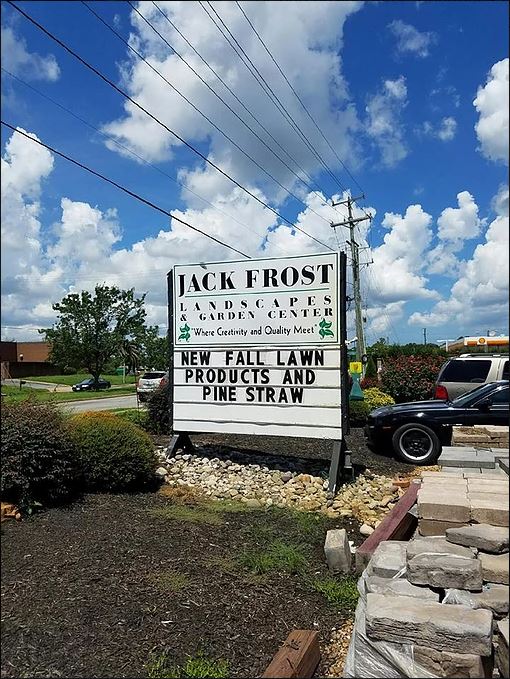 JACK FROST
LANDSCAPES
& GARDEN CENTER
"Where Creativity and Quality Meet"
NEW FALL LAWN
PRODUCTS AND
PINE STRAW